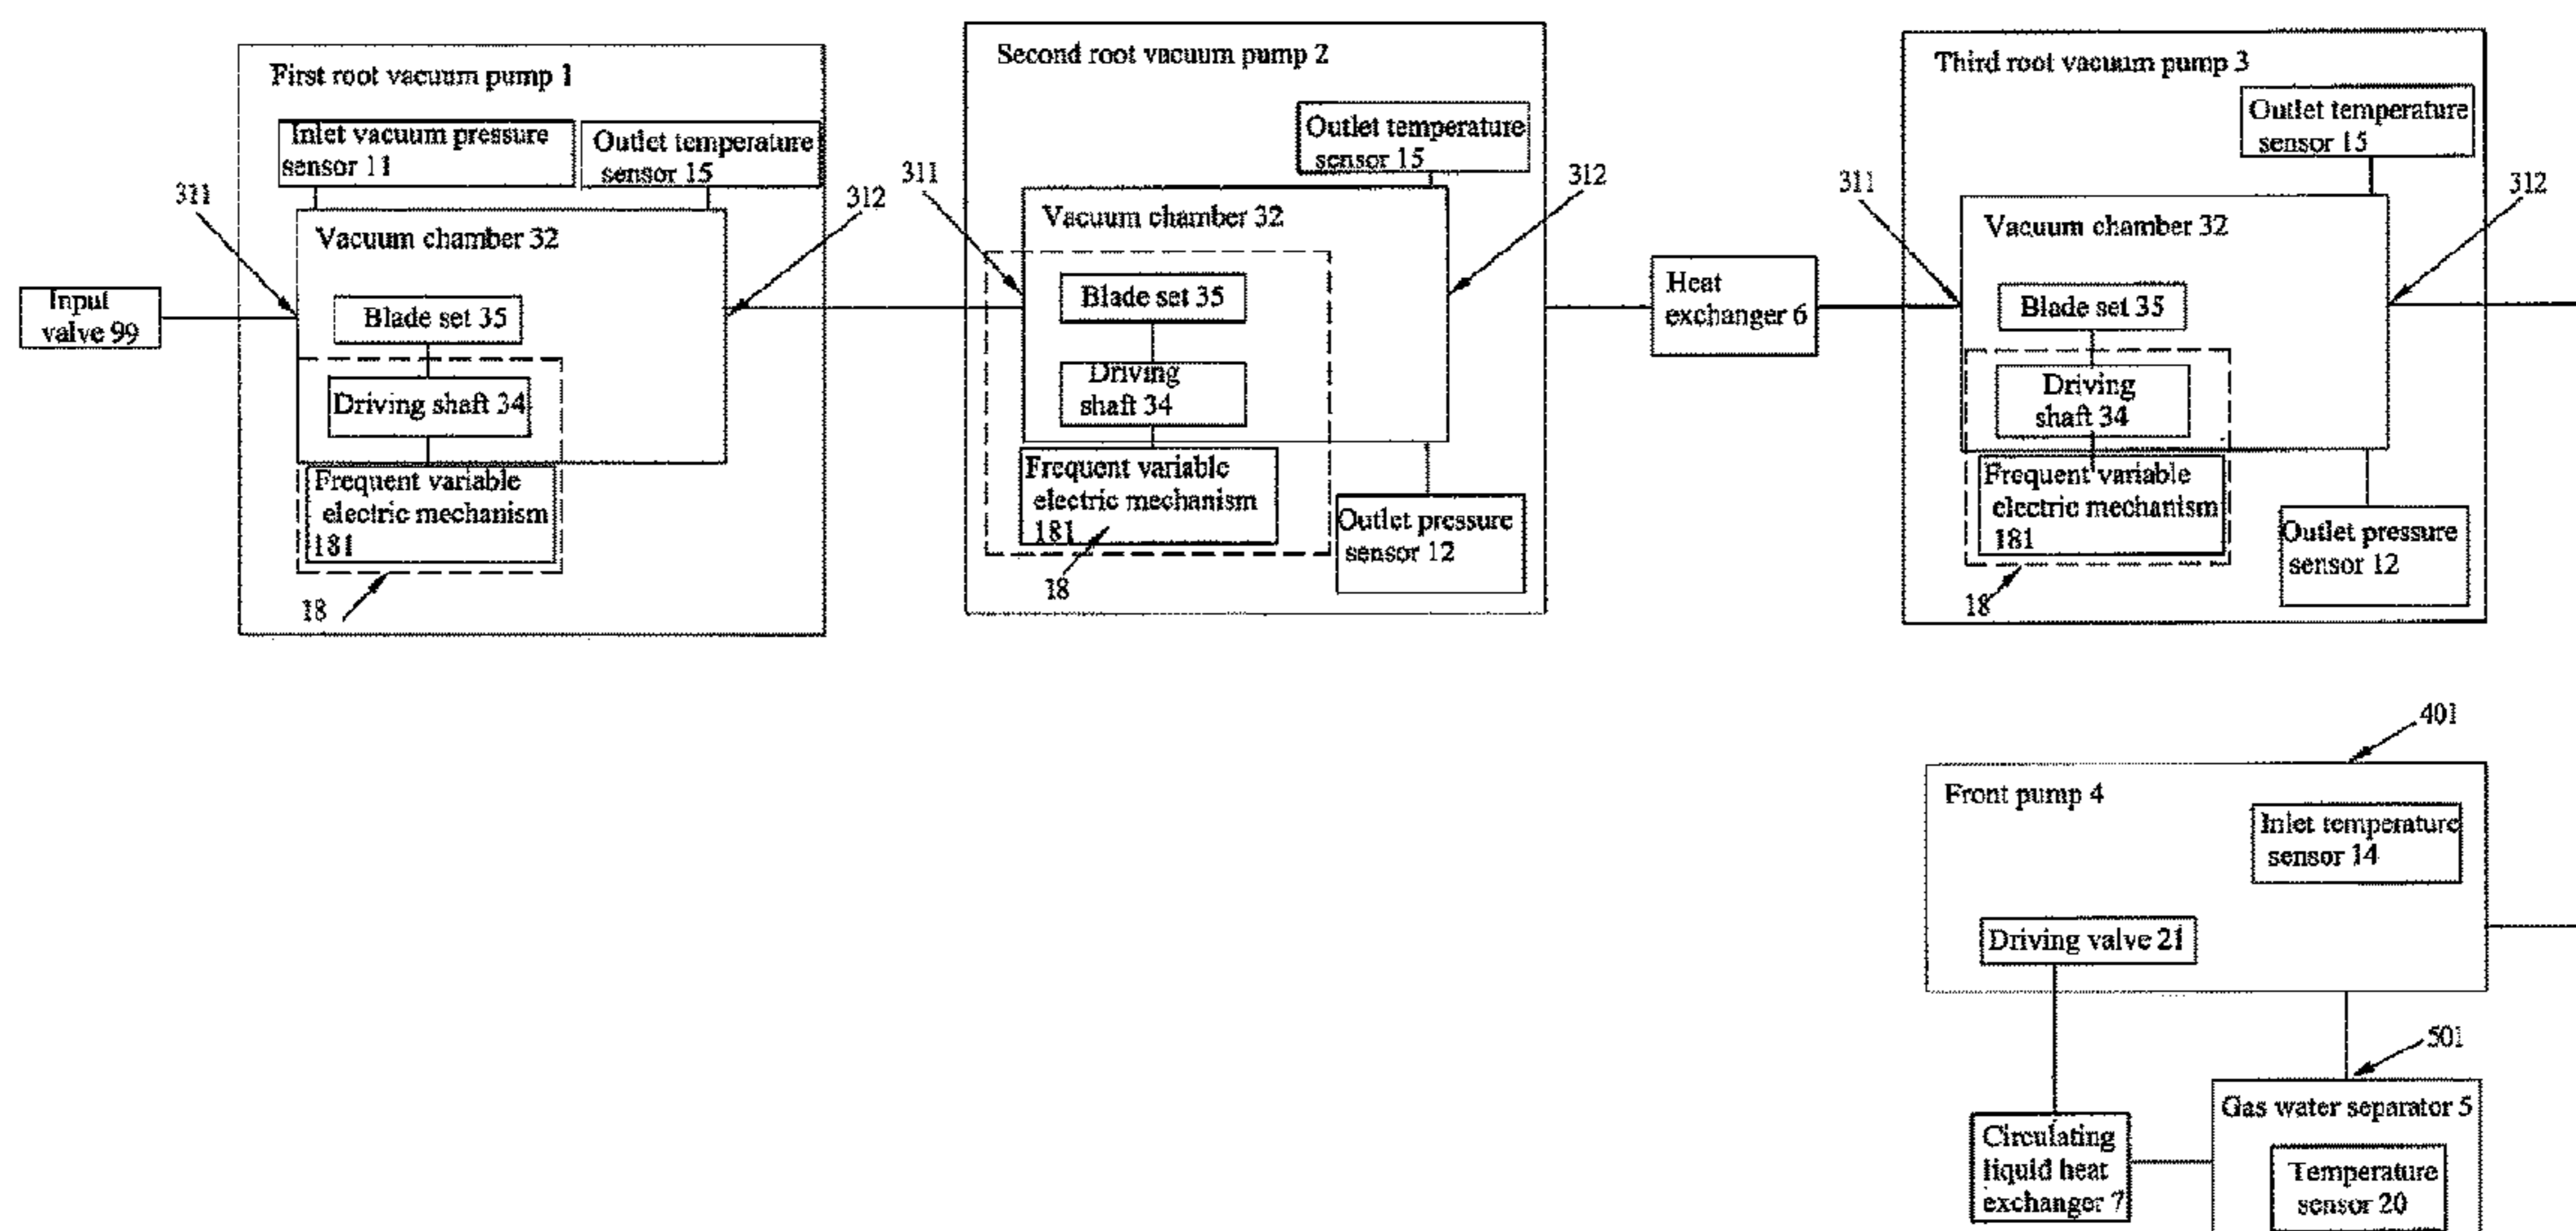 First root vacuum pump 1
Inlet vacuum pressure
sensor 11
Outlet temperature
sensor 15
311
312
Vacuum chamber 32
Input
valve 99
Blade set 35
Driving shaft 34
Frequent variable
electric mechanism
181
18
Second root vacuum pump 2
Outlet temperature
sensor 15
311
312
Vacuum chamber 32
Blade set 35
Driving
shaft 34
Frequent variable
electric mechanism
181
18
Outlet pressure
sensor 12
Heat
exchanger 6
Third root vacuum pump 3
Outlet temperature
sensor 15
311
312
Vacuum chamber 32
Blade set 35
Driving
shaft 34
Frequent variable
electric mechanism
181
18
Outlet pressure
sensor 12
401
Front pump 4
Inlet temperature
sensor 14
Driving valve 21
501
Gas water separator 5
Circulating
liquid heat
exchanger 7
Temperature
sensor 20